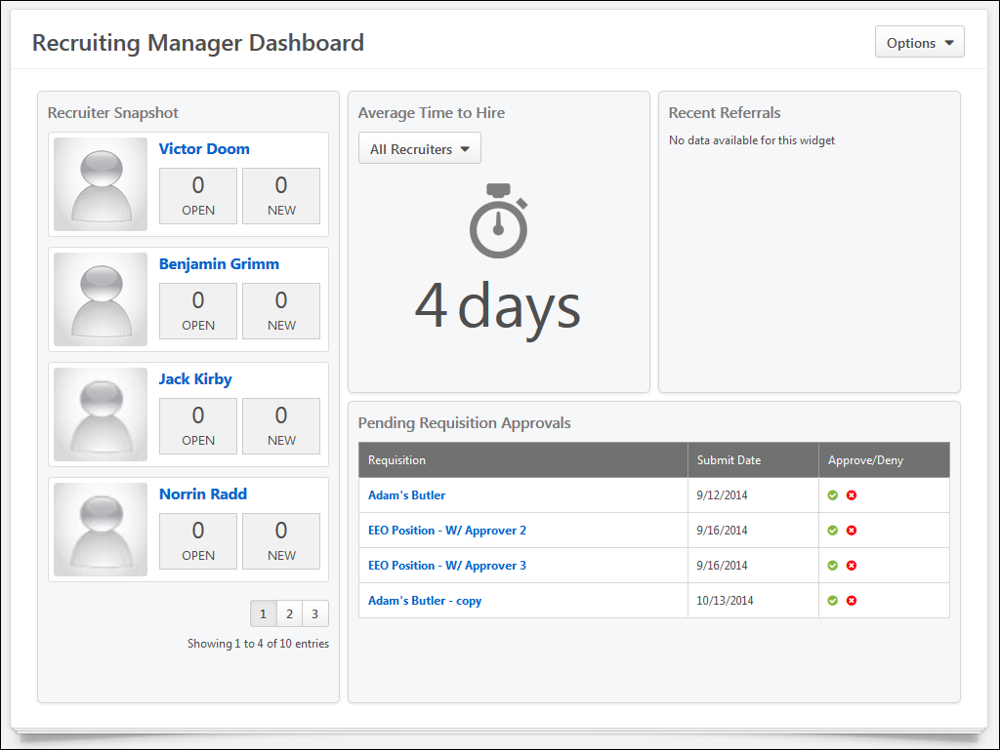 Recruiting Manager Dashboard
Options
Recruiter Snapshot
Victor Doom
0 0
OPEN NEW
Benjamin Grimm
0 0
OPEN NEW
Jack Kirby
0 0
OPEN NEW
Norrin Radd
0 0
OPEN NEW
1 2 3
Showing 1 to 4 of 10 entries
Average Time to Hire
All Recruiters
4 days
Recent Referrals
No data available for this widget
Pending Requisition Approvals
Requisition Submit Date Approve/Deny
Adam's Butler 9/12/2014
EEO Position - W/ Approver 2 9/16/2014
EEO Position - W/ Approver 3 9/16/2014
Adam's Butler - copy 10/13/2014